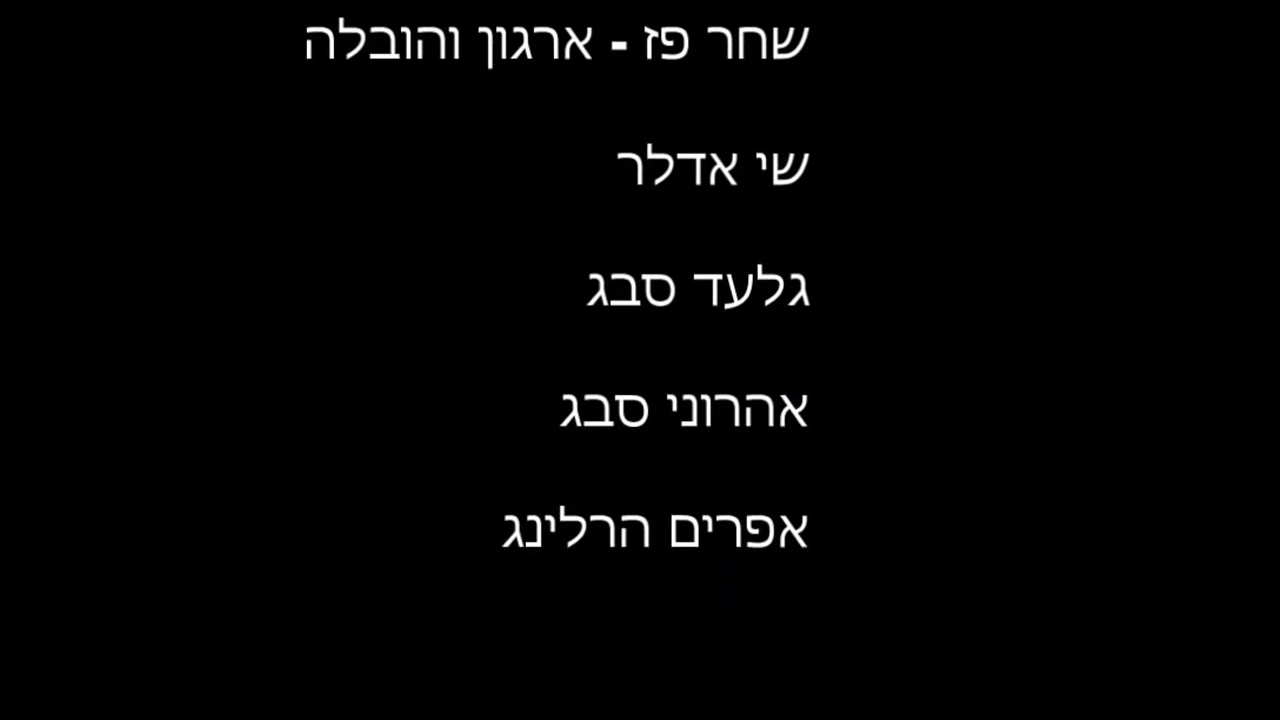 שחר פז - ארגון והובלה
שי אדלר
גלעד סבג
אהרוני סבג
אפרים הרלינג